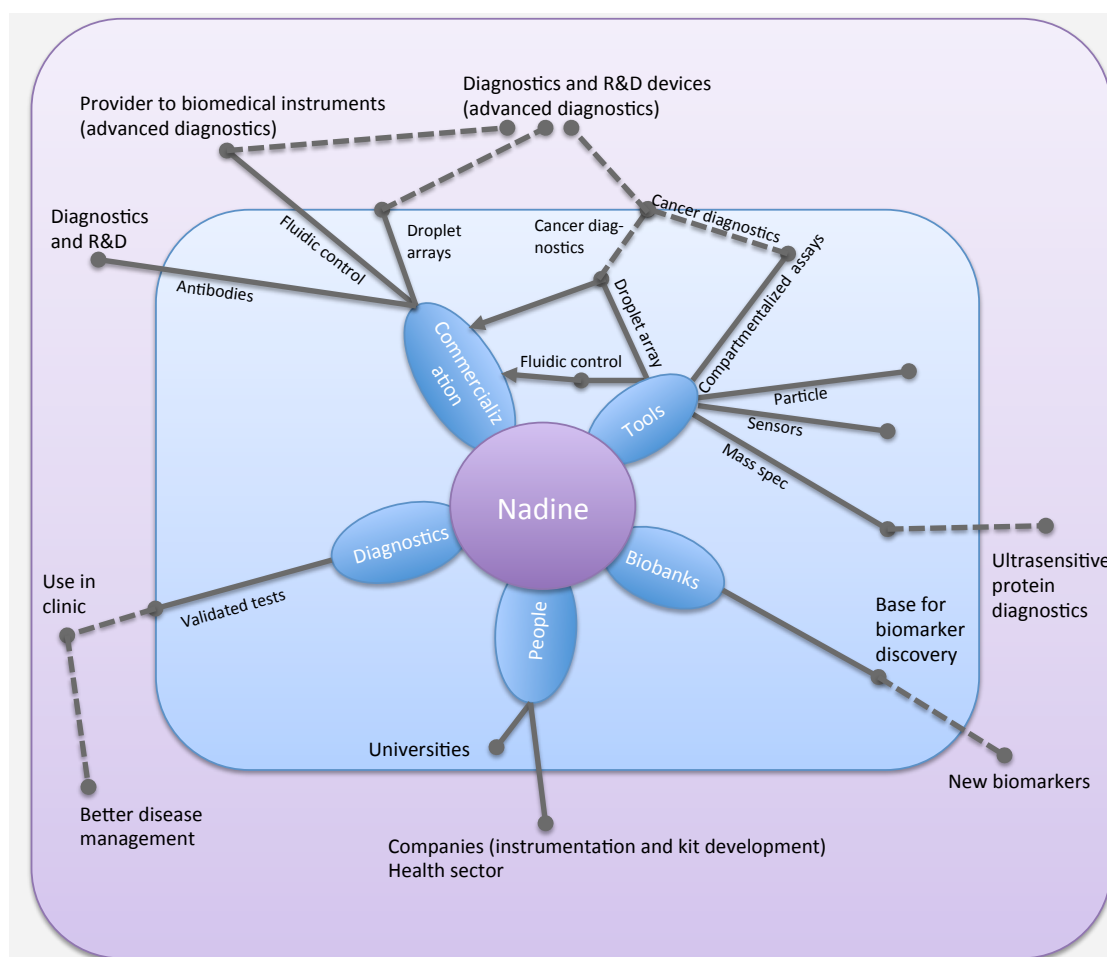 Diagnostics and R&D devices
(advanced diagnostics)
Provider to biomedical instruments
(advanced diagnostics)
Diagnostics
and R&D
Fluidic control
Antibodies
Droplet
arrays
Cancer diag-
nostics
Cancer diagnostics
Compartmentalized assays
Droplet array
Fluidic control
Commercializ
ation
Tools
Particle
Sensors
Mass spec
Nadine
Diagnostics
Biobanks
People
Use in
clinic
Validated tests
Ultrasensitive
protein
diagnostics
Base for
biomarker
discovery
Universities
New biomarkers
Better disease
management
Companies (instrumentation and kit development)
Health sector